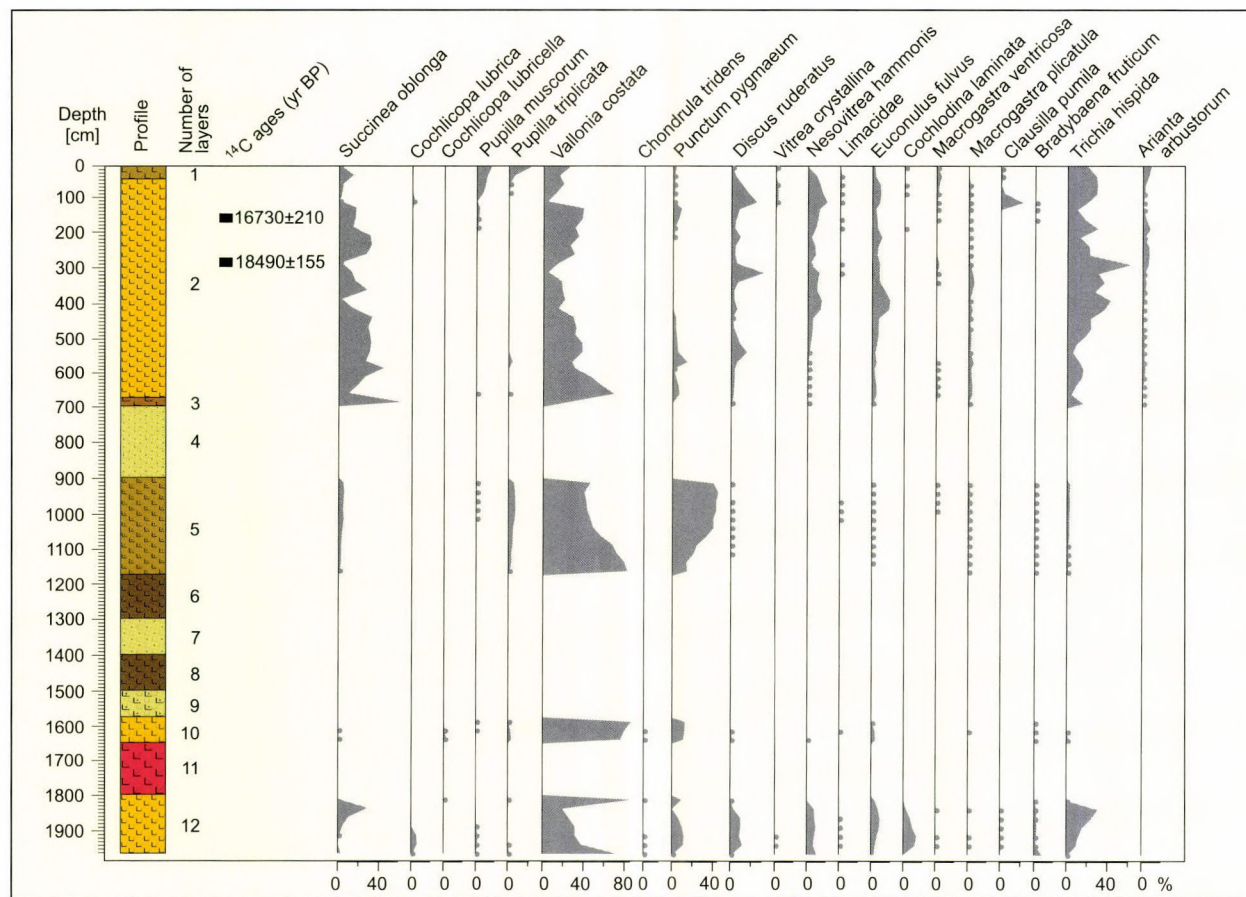 Depth
[cm]
Profile
Number of
layers
¹⁴C ages (yr BP)
Succinea oblonga
Cochlicopa lubrica
Cochlicopa lubricella
Pupilla muscorum
Pupilla triplicata
Vallonia costata
Chondrula tridens
Punctum pygmaeum
Discus ruderatus
Vitrea crystallina
Nesovitrea hammonis
Limacidae
Euconulus fulvus
Cochlodina laminata
Macrogastra ventricosa
Macrogastra plicatula
Clausilla pumila
Bradybaena fruticum
Trichia hispida
Arianta
arbustorum
0
100
200
300
400
500
600
700
800
900
1000
1100
1200
1300
1400
1500
1600
1700
1800
1900
1
2
3
4
5
6
7
8
9
10
11
12
16730±210
18490±155
0 40 0 0 0 0 0 40 80 0 0 40 0 0 0 0 0 0 0 0 0 0 0 40 0 %